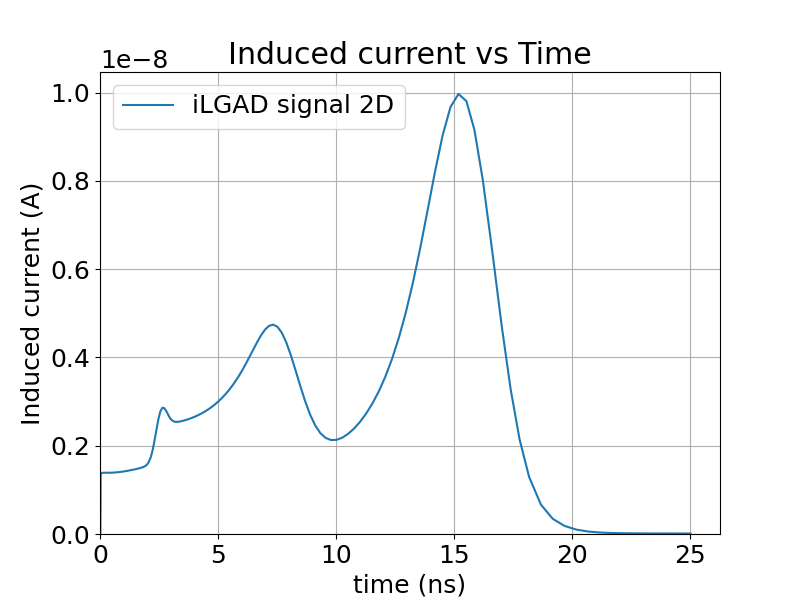 Induced current vs Time
1e−8
iLGAD signal 2D
Induced current (A)
1.0
0.8
0.6
0.4
0.2
0.0
0 5 10 15 20 25
time (ns)